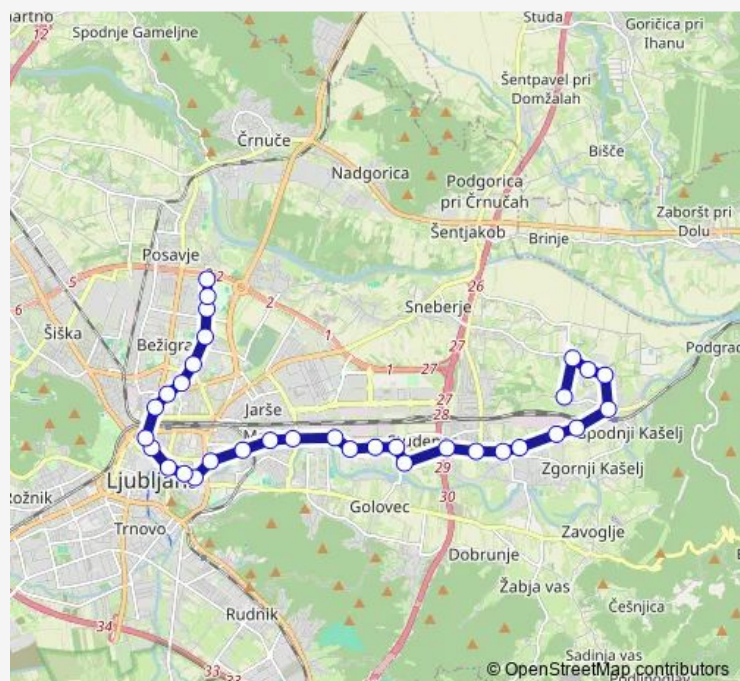 Studa
Goričica pri
Ihanu
12
Spodnje Gameljne
Šentpavel pri
Domžalah
Črnuče
Bišče
Nadgorica
Podgorica
pri Črnučah
Zaboršt pri
Dolu
Šentjakob
Brinje
Posavje
5
2
26
6
Sneberje
2
Šiška
1
27
Bežigra
1
27
Podgrad
27
Jarše
28
Spodnji Kašelj
Ljubljana
29
Zgornji Kašelj
Rožnik
30
Golovec
Trnovo
Zavoglje
Dobrunje
Žabja vas
Češnjica
Rudnik
34
Sadinja vas
33
© OpenStreetMap contributors